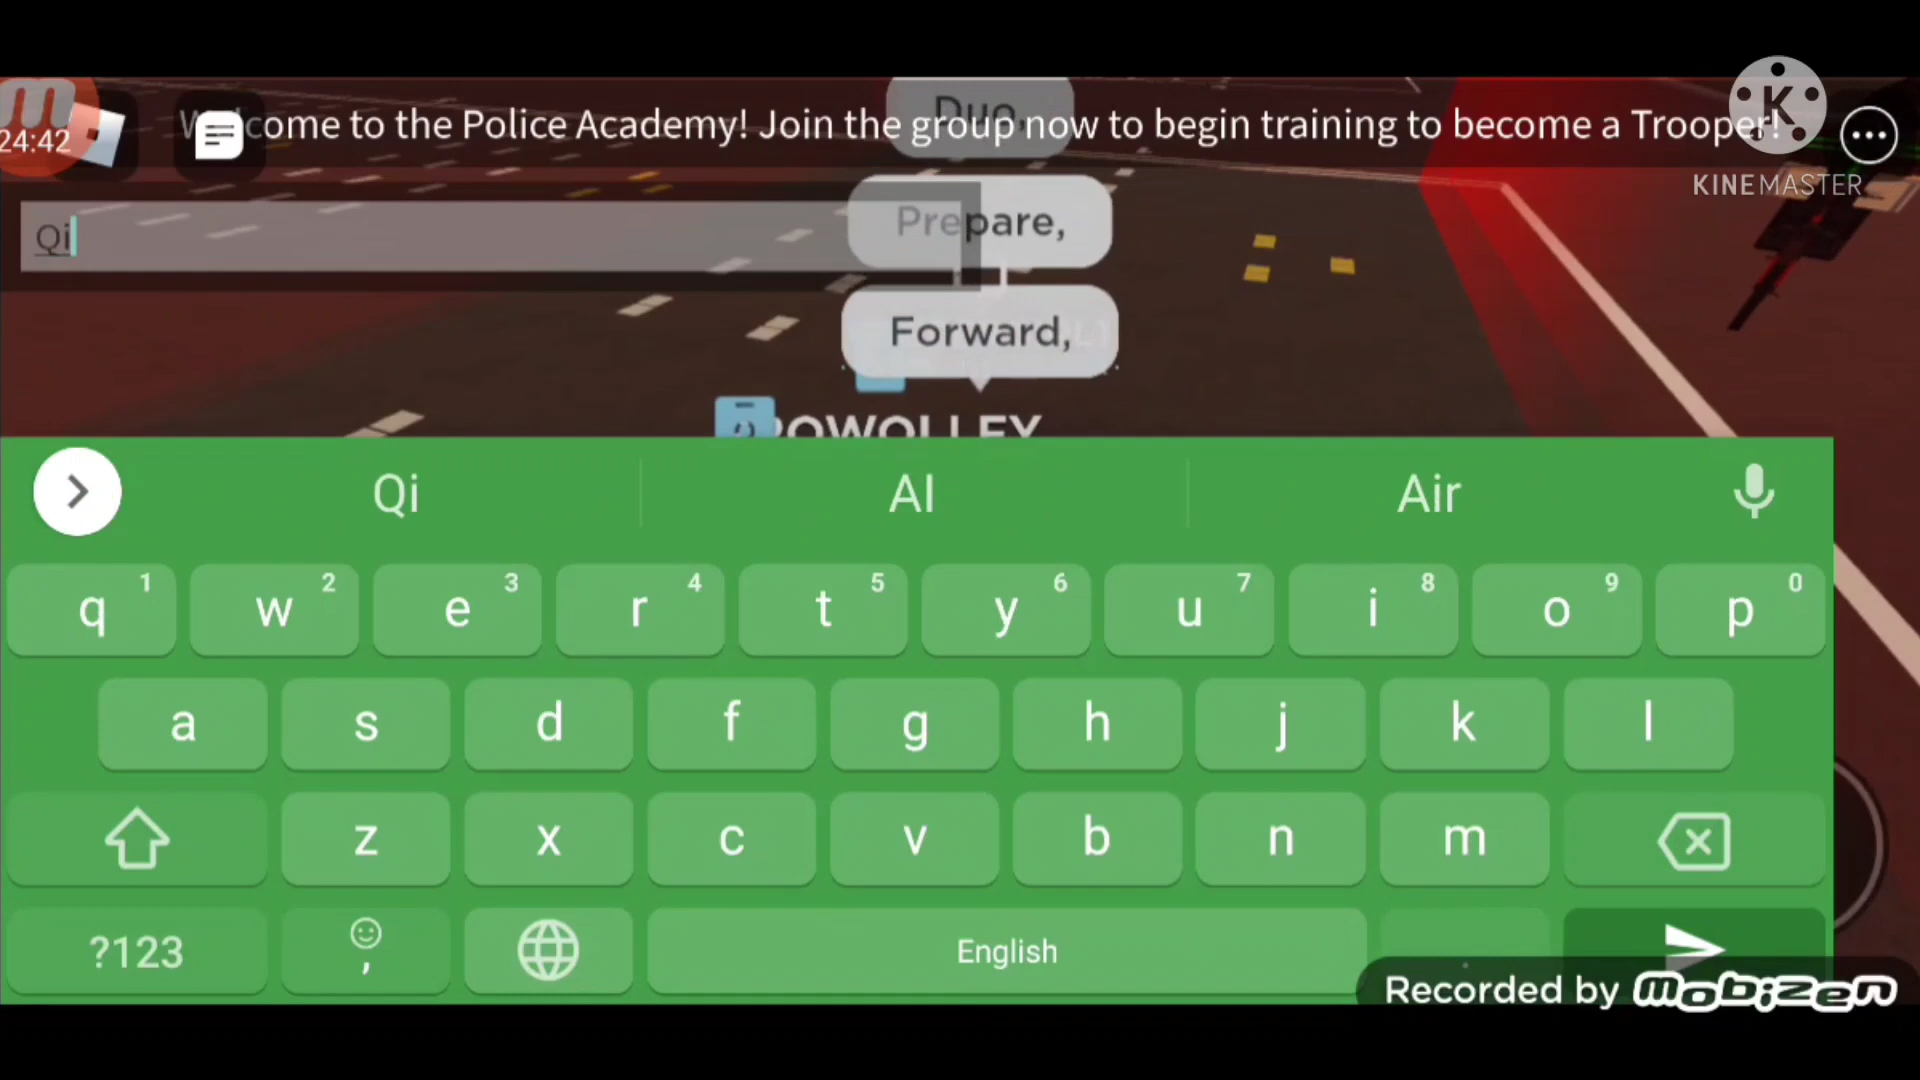 Duo,
Welcome to the Police Academy! Join the group now to begin training to become a Trooper!
24:42
KINEMASTER
Qi
Prepare,
Forward,
Qi AI Air
q 1 w 2 e 3 r 4 t 5 y 6 u 7 i 8 o 9 p 0
a s d f g h j k l
z x c v b n m
?123 , English
Recorded by Mobizen